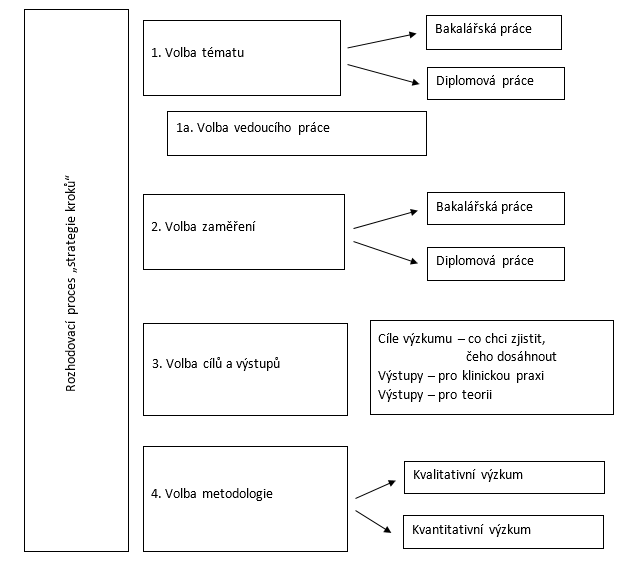 Rozhodovací proces „strategie kroků“
1. Volba tématu
Bakalářská práce
Diplomová práce
1a. Volba vedoucího práce
2. Volba zaměření
Bakalářská práce
Diplomová práce
3. Volba cílů a výstupů
Cíle výzkumu – co chci zjistit,
čeho dosáhnout
Výstupy – pro klinickou praxi
Výstupy – pro teorii
4. Volba metodologie
Kvalitativní výzkum
Kvantitativní výzkum